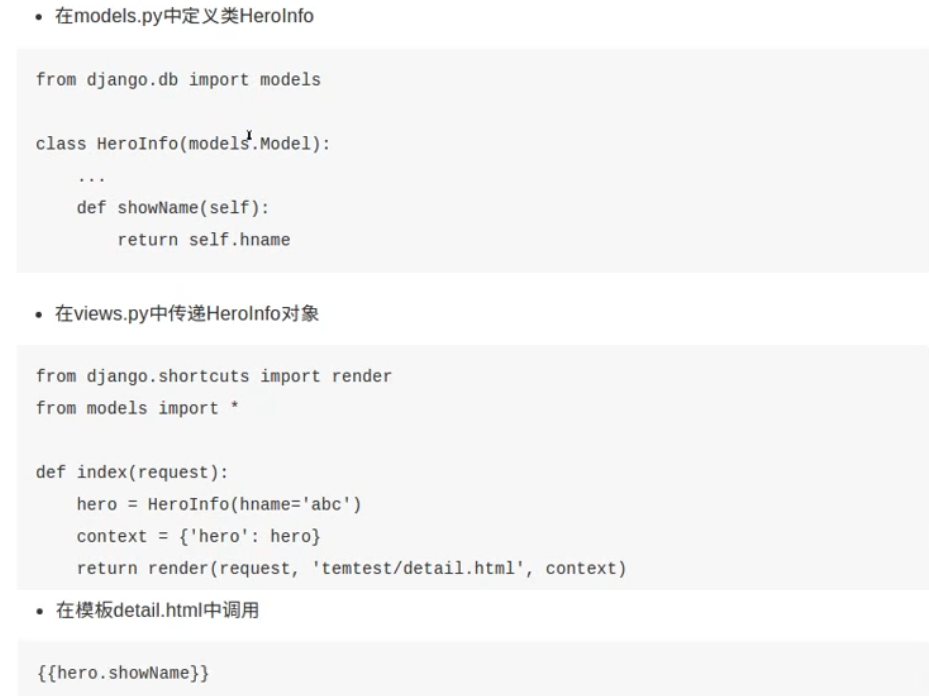 • 在models.py中定义类HeroInfo
from django.db import models
class HeroInfo(models.Model):
    ...
    def showName(self):
        return self.hname
• 在views.py中传递HeroInfo对象
from django.shortcuts import render
from models import *
def index(request):
    hero = HeroInfo(hname='abc')
    context = {'hero': hero}
    return render(request, 'temtest/detail.html', context)
• 在模板detail.html中调用
{{hero.showName}}